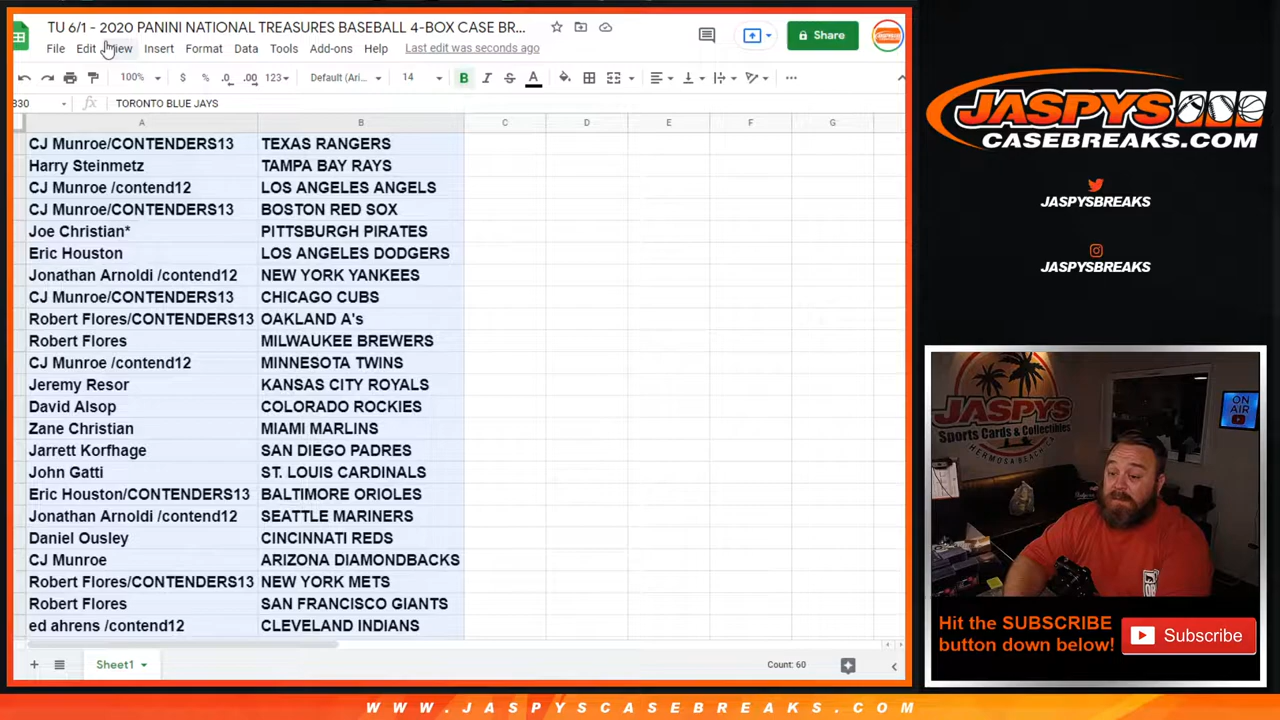 TU 6/1 - 2020 PANINI NATIONAL TREASURES BASEBALL 4-BOX CASE BR...
File Edit View Insert Format Data Tools Add-ons Help Last edit was seconds ago
Share
100% $ % .0 .00 123 Default (Ari... 14 B I S A
B30 fx TORONTO BLUE JAYS
A B C D E F G
CJ Munroe/CONTENDERS13 TEXAS RANGERS
Harry Steinmetz TAMPA BAY RAYS
CJ Munroe /contend12 LOS ANGELES ANGELS
CJ Munroe/CONTENDERS13 BOSTON RED SOX
Joe Christian* PITTSBURGH PIRATES
Eric Houston LOS ANGELES DODGERS
Jonathan Arnoldi /contend12 NEW YORK YANKEES
CJ Munroe/CONTENDERS13 CHICAGO CUBS
Robert Flores/CONTENDERS13 OAKLAND A's
Robert Flores MILWAUKEE BREWERS
CJ Munroe /contend12 MINNESOTA TWINS
Jeremy Resor KANSAS CITY ROYALS
David Alsop COLORADO ROCKIES
Zane Christian MIAMI MARLINS
Jarrett Korfhage SAN DIEGO PADRES
John Gatti ST. LOUIS CARDINALS
Eric Houston/CONTENDERS13 BALTIMORE ORIOLES
Jonathan Arnoldi /contend12 SEATTLE MARINERS
Daniel Ousley CINCINNATI REDS
CJ Munroe ARIZONA DIAMONDBACKS
Robert Flores/CONTENDERS13 NEW YORK METS
Robert Flores SAN FRANCISCO GIANTS
ed ahrens /contend12 CLEVELAND INDIANS
Sheet1
Count: 60
JASPYS
CASEBREAKS.COM
JASPYSBREAKS
JASPYSBREAKS
JASPYS
Sports Cards & Collectibles
HERMOSA BEACH
ON
AIR
Hit the SUBSCRIBE
button down below!
Subscribe
WWW.JASPYSCASEBREAKS.COM